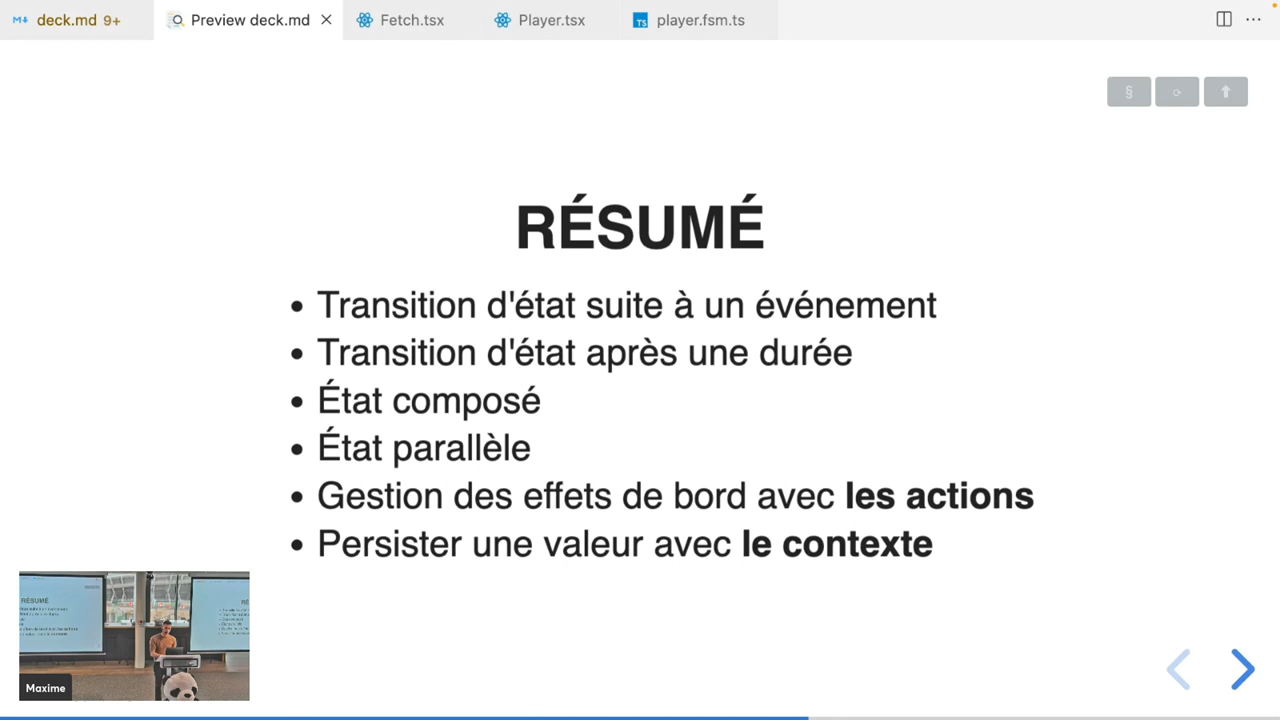 deck.md 9+
Preview deck.md
Fetch.tsx
Player.tsx
TS player.fsm.ts
§
RÉSUMÉ
• Transition d'état suite à un événement
• Transition d'état après une durée
• État composé
• État parallèle
• Gestion des effets de bord avec les actions
• Persister une valeur avec le contexte
RÉSUMÉ
Maxime